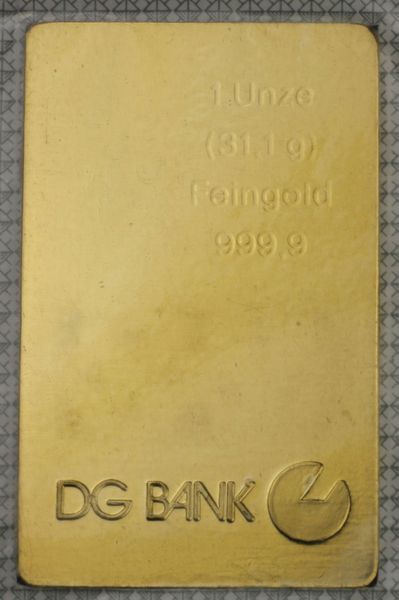 1 Unze
(31,1 g)
Feingold
999,9
DG BANK